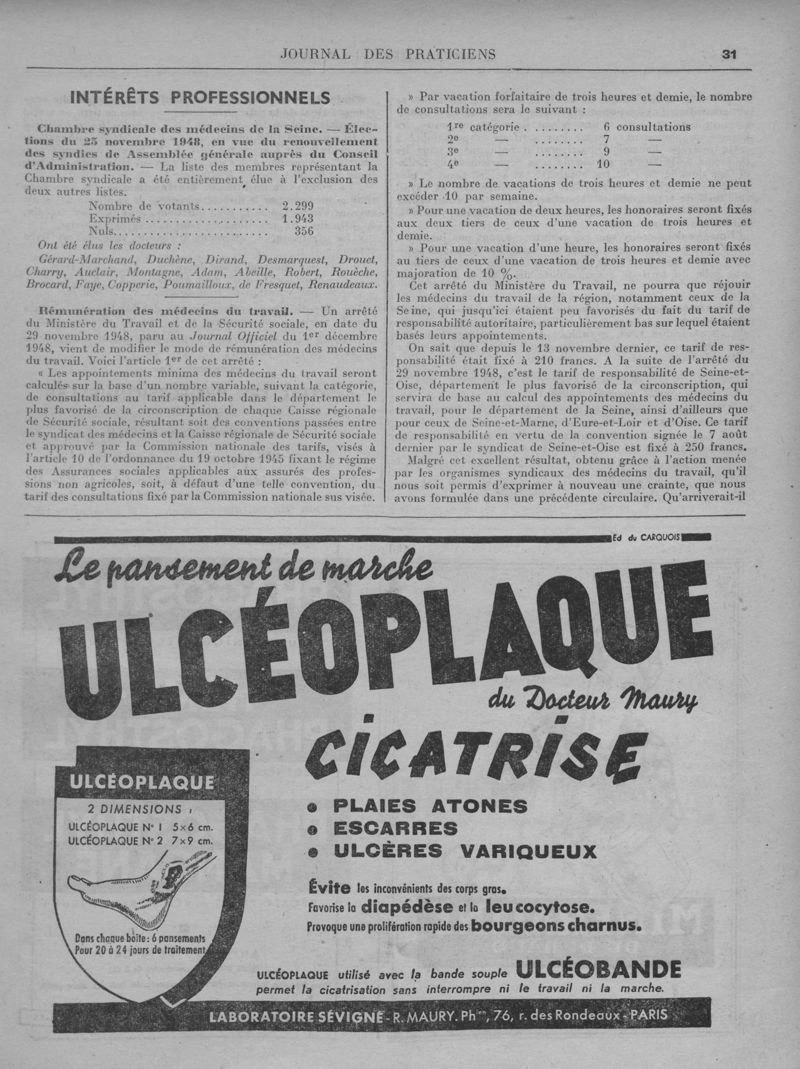 JOURNAL DES PRATICIENS 31
INTÉRÊTS PROFESSIONNELS
Chambre syndicale des médecins de la Seine. — Élec-
tions du 25 novembre 1948, en vue du renouvellement
des syndics de Assemblée générale auprès du Conseil
d'Administration. — La liste des membres représentant la
Chambre syndicale a été entièrement élue à l'exclusion des
deux autres listes.
Nombre de votants........... 2.299
Exprimés .................... 1.943
Nuls......................... 356
Ont été élus les docteurs :
Gérard-Marchand, Duchêne, Dirand, Desmarquest, Drouet,
Charry, Auclair, Montagne, Adam, Abeille, Robert, Rouèche,
Brocard, Faye, Copperie, Poumailloux, de Fresquet, Renaudeaux.
Rémunération des médecins du travail. — Un arrêté
du Ministère du Travail et de la Sécurité sociale, en date du
29 novembre 1948, paru au Journal Officiel du 1er décembre
1948, vient de modifier le mode de rémunération des médecins
du travail. Voici l'article 1er de cet arrêté :
« Les appointements minima des médecins du travail seront
calculés sur la base d'un nombre variable, suivant la catégorie,
de consultations au tarif applicable dans le département le
plus favorisé de la circonscription de chaque Caisse régionale
de Sécurité sociale, résultant soit des conventions passées entre
le syndicat des médecins et la Caisse régionale de Sécurité sociale
et approuvé par la Commission nationale des tarifs, visés à
l'article 10 de l'ordonnance du 19 octobre 1945 fixant le régime
des Assurances sociales applicables aux assurés des profes-
sions non agricoles, soit, à défaut d'une telle convention, du
tarif des consultations fixé par la Commission nationale sus visée.
» Par vacation forfaitaire de trois heures et demie, le nombre
de consultations sera le suivant :
1re catégorie . ........ 6 consultations
2e — ........ 7 —
3e — ........ 9 —
4e — ........ 10 —
» Le nombre de vacations de trois heures et demie ne peut
excéder 10 par semaine.
» Pour une vacation de deux heures, les honoraires seront fixés
aux deux tiers de ceux d'une vacation de trois heures et
demie.
» Pour une vacation d'une heure, les honoraires seront fixés
au tiers de ceux d'une vacation de trois heures et demie avec
majoration de 10 %.
Cet arrêté du Ministère du Travail, ne pourra que réjouir
les médecins du travail de la région, notamment ceux de la
Seine, qui jusqu'ici étaient peu favorisés du fait du tarif de
responsabilité autoritaire, particulièrement bas sur lequel étaient
basés leurs appointements.
On sait que depuis le 13 novembre dernier, ce tarif de res-
ponsabilité était fixé à 210 francs. A la suite de l'arrêté du
29 novembre 1948, c'est le tarif de responsabilité de Seine-et-
Oise, département le plus favorisé de la circonscription, qui
servira de base au calcul des appointements des médecins du
travail, pour le département de la Seine, ainsi d'ailleurs que
pour ceux de Seine-et-Marne, d'Eure-et-Loir et d'Oise. Ce tarif
de responsabilité en vertu de la convention signée le 7 août
dernier par le syndicat de Seine-et-Oise est fixé à 250 francs.
Malgré cet excellent résultat, obtenu grâce à l'action menée
par les organismes syndicaux des médecins du travail, qu'il
nous soit permis d'exprimer à nouveau une crainte, que nous
avons formulée dans une précédente circulaire. Qu'arriverait-il
Ed du CARQUOIS
Le pansement de marche
ULCÉOPLAQUE
du Docteur Maury
CICATRISE
• PLAIES ATONES
• ESCARRES
• ULCÈRES VARIQUEUX
ULCÉOPLAQUE
2 DIMENSIONS :
ULCÉOPLAQUE N° 1 5x6 cm.
ULCÉOPLAQUE N° 2 7x9 cm.
Dans chaque boîte : 6 pansements
Pour 20 à 24 jours de traitement
Évite les inconvénients des corps gras.
Favorise la diapédèse et la leucocytose.
Provoque une prolifération rapide des bourgeons charnus.
ULCÉOPLAQUE utilisé avec la bande souple ULCÉOBANDE
permet la cicatrisation sans interrompre ni le travail ni la marche.
LABORATOIRE SÉVIGNÉ - R. MAURY. Phien, 76, r. des Rondeaux - PARIS